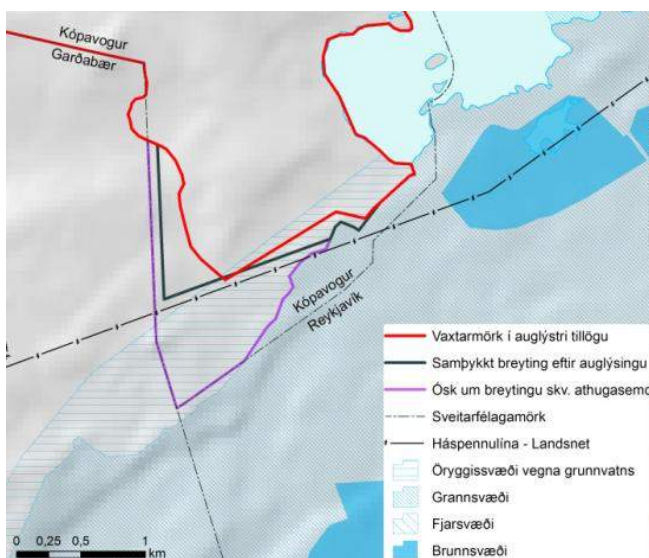 Kópavogur
Garðabær
Kópavogur
Reykjavík
Vaxtarmörk í auglýstri tillögu
Samþykkt breyting eftir auglýsingu
Ósk um breytingu skv. athugasemd
Sveitarfélagamörk
Háspennulína - Landsnet
Öryggissvæði vegna grunnvatns
Grannsvæði
Fjarsvæði
Brunnsvæði
0 0,25 0,5 1
km